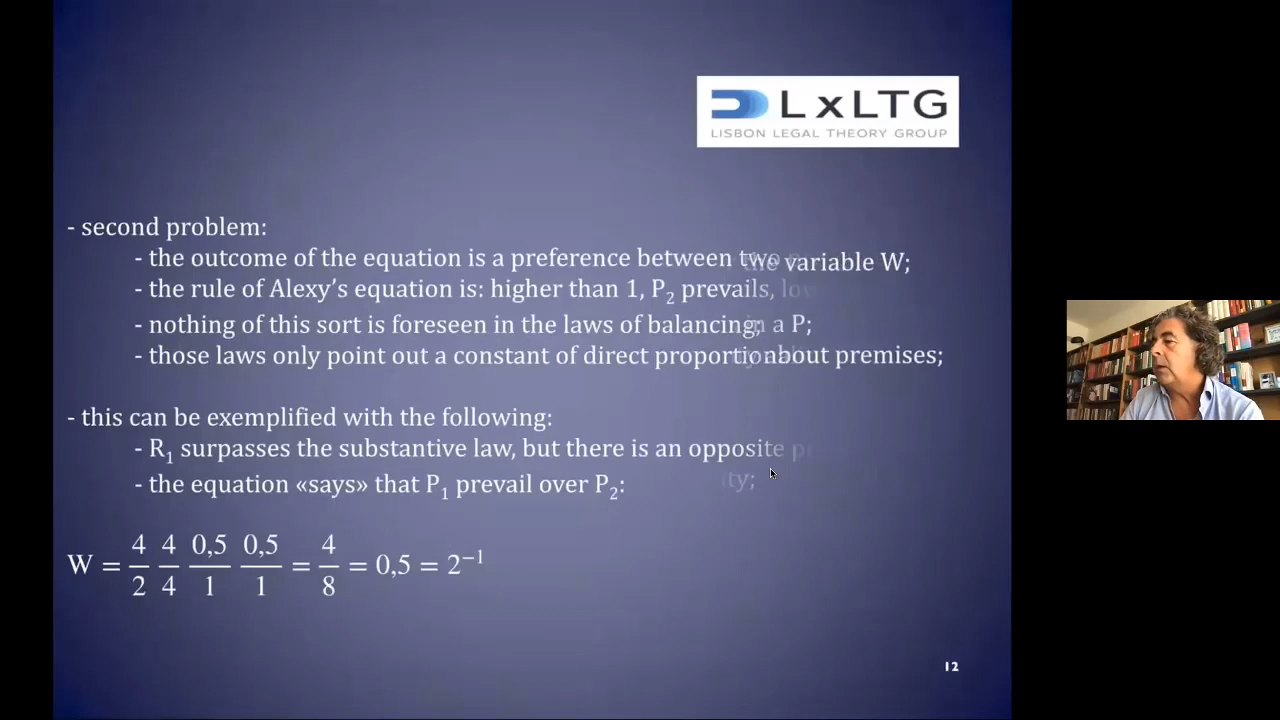 LxLTG
LISBON LEGAL THEORY GROUP
- second problem:
- the outcome of the equation is a preference between two the variable W;
- the rule of Alexy’s equation is: higher than 1, P₂ prevails, lo
- nothing of this sort is foreseen in the laws of balancing; in a P;
- those laws only point out a constant of direct proportio about premises;
- this can be exemplified with the following:
- R₁ surpasses the substantive law, but there is an opposite p
- the equation «says» that P₁ prevail over P₂: ity;
W = 4/2 4/4 0,5/1 0,5/1 = 4/8 = 0,5 = 2⁻¹
12